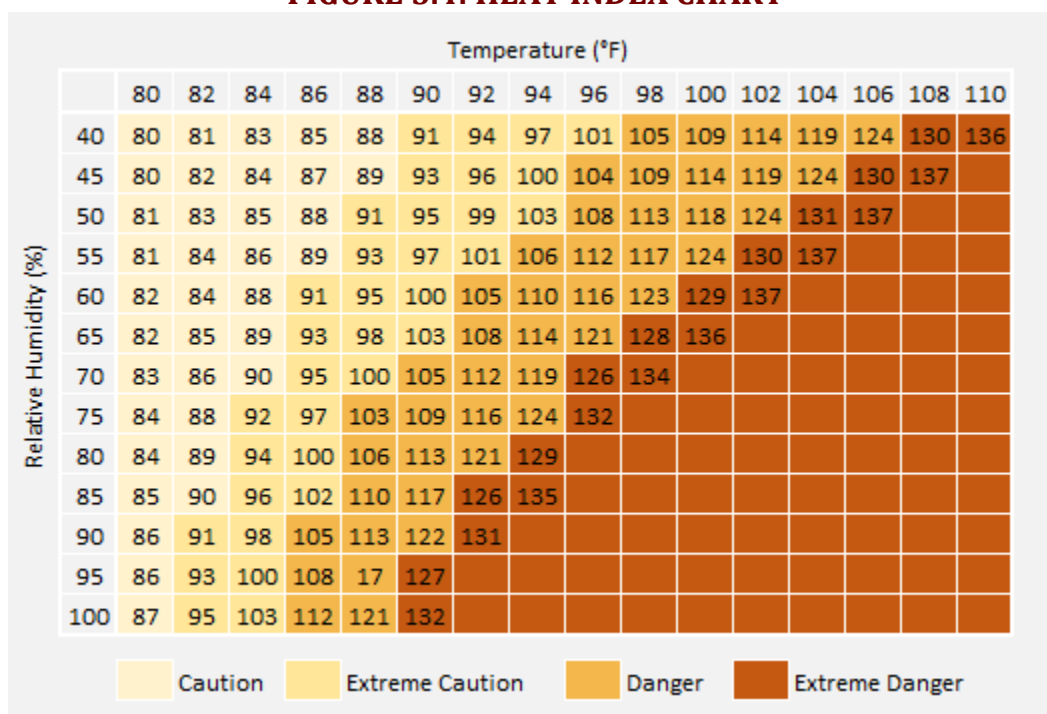 FIGURE 3.4: HEAT INDEX CHART
Temperature (°F)
80 82 84 86 88 90 92 94 96 98 100 102 104 106 108 110
40 80 81 83 85 88 91 94 97 101 105 109 114 119 124 130 136
45 80 82 84 87 89 93 96 100 104 109 114 119 124 130 137
50 81 83 85 88 91 95 99 103 108 113 118 124 131 137
55 81 84 86 89 93 97 101 106 112 117 124 130 137
60 82 84 88 91 95 100 105 110 116 123 129 137
65 82 85 89 93 98 103 108 114 121 128 136
70 83 86 90 95 100 105 112 119 126 134
75 84 88 92 97 103 109 116 124 132
80 84 89 94 100 106 113 121 129
85 85 90 96 102 110 117 126 135
90 86 91 98 105 113 122 131
95 86 93 100 108 17 127
100 87 95 103 112 121 132
Relative Humidity (%)
Caution Extreme Caution Danger Extreme Danger